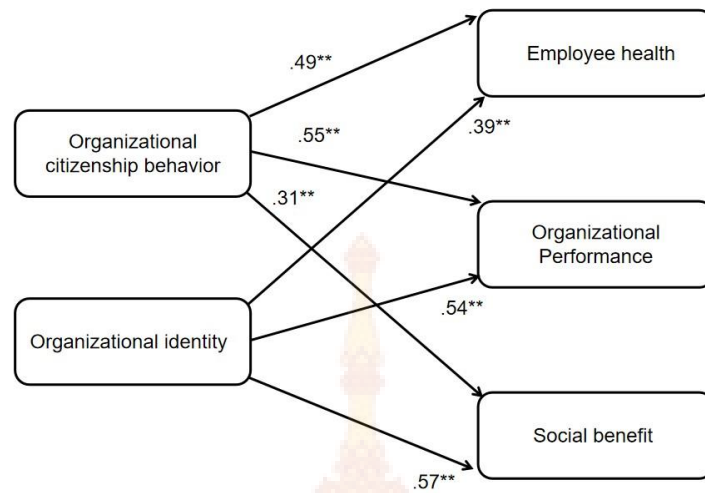 Employee health
.49**
.39**
Organizational
citizenship behavior
.55**
.31**
Organizational
Performance
Organizational identity
.54**
Social benefit
.57**